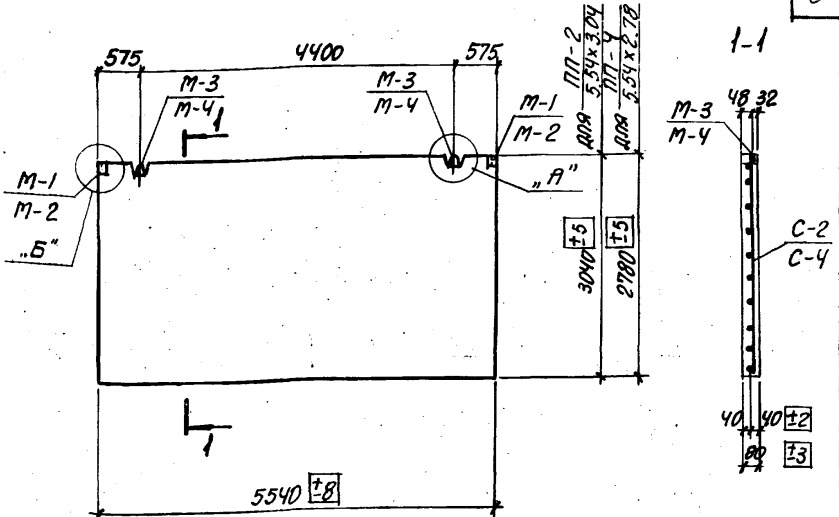 575
4400
575
М-3
М-4
М-3
М-4
1
М-1
М-2
М-1
М-2
„Б"
„А"
для ПП-2
5.54х3.04
для ПП-4
5.54х2.78
3040 ±5
2780 ±5
1
5540 ±8
1-1
48
32
М-3
М-4
С-2
С-4
40
40 ±2
80 ±3